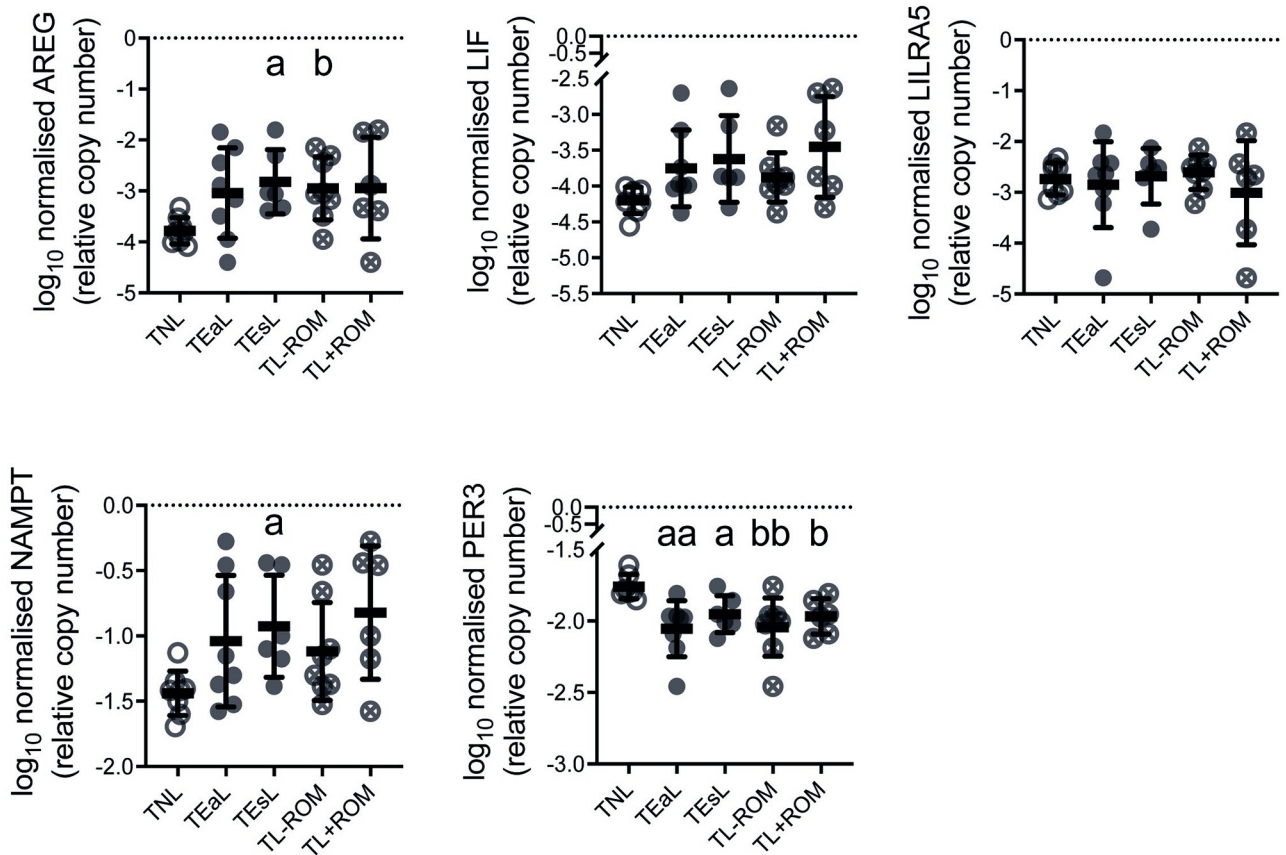 log10 normalised AREG
(relative copy number)
0
-1
-2
-3
-4
-5
a b
TNL TEaL TEsL TL-ROM TL+ROM
log10 normalised LIF
(relative copy number)
0.0
-0.5
-2.5
-3.0
-3.5
-4.0
-4.5
-5.0
-5.5
TNL TEaL TEsL TL-ROM TL+ROM
log10 normalised LILRA5
(relative copy number)
0
-1
-2
-3
-4
-5
TNL TEaL TEsL TL-ROM TL+ROM
log10 normalised NAMPT
(relative copy number)
0.0
-0.5
-1.0
-1.5
-2.0
a
TNL TEaL TEsL TL-ROM TL+ROM
log10 normalised PER3
(relative copy number)
0.0
-0.5
-1.5
-2.0
-2.5
-3.0
aa a bb b
TNL TEaL TEsL TL-ROM TL+ROM